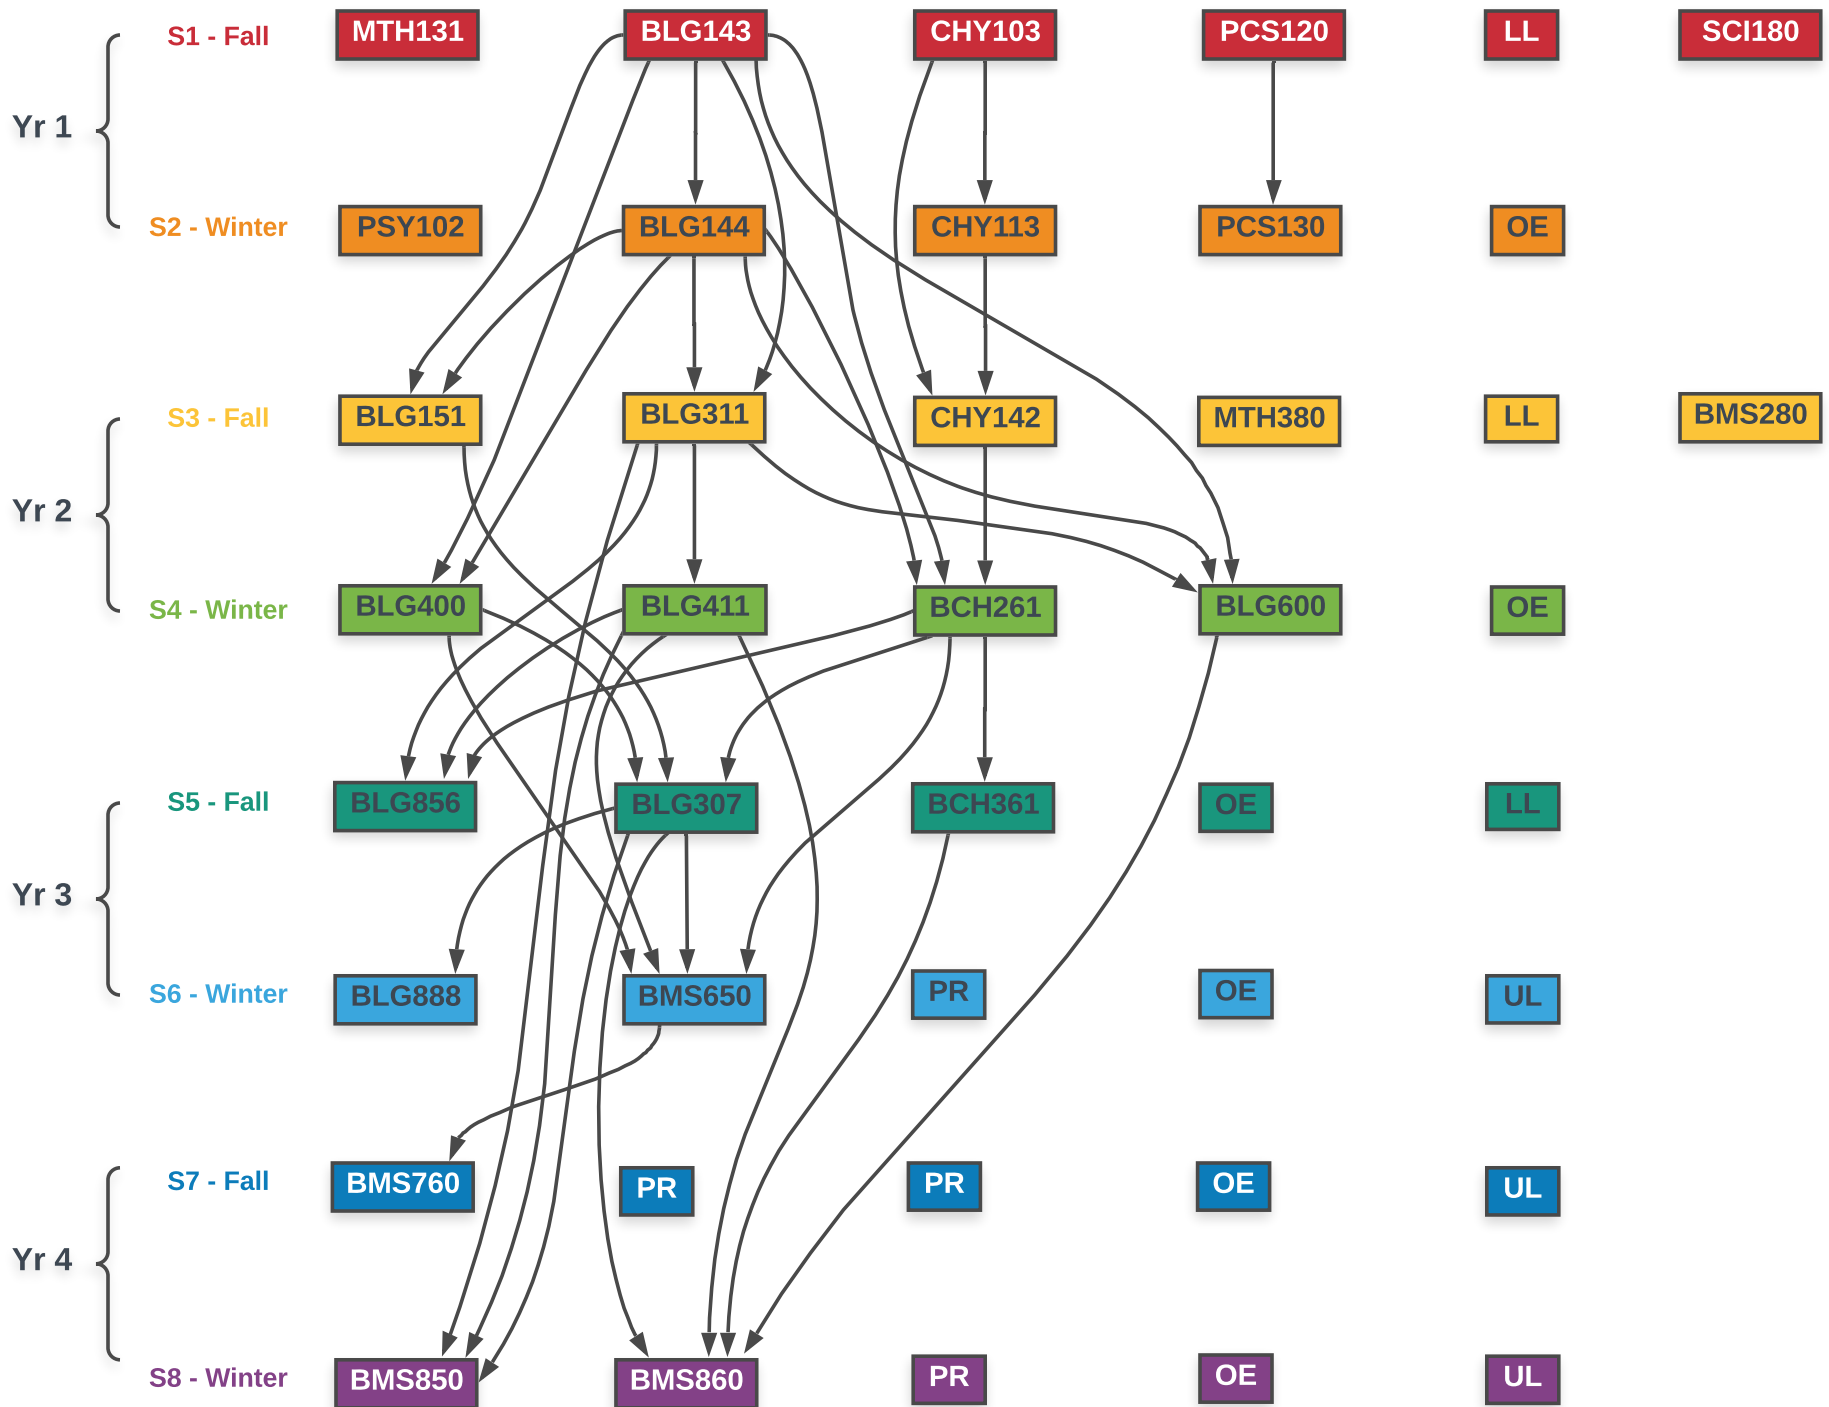 S1 - Fall
MTH131
BLG143
CHY103
PCS120
LL
SCI180
Yr 1
S2 - Winter
PSY102
BLG144
CHY113
PCS130
OE
S3 - Fall
BLG151
BLG311
CHY142
MTH380
LL
BMS280
Yr 2
S4 - Winter
BLG400
BLG411
BCH261
BLG600
OE
S5 - Fall
BLG856
BLG307
BCH361
OE
LL
Yr 3
S6 - Winter
BLG888
BMS650
PR
OE
UL
S7 - Fall
BMS760
PR
PR
OE
UL
Yr 4
S8 - Winter
BMS850
BMS860
PR
OE
UL